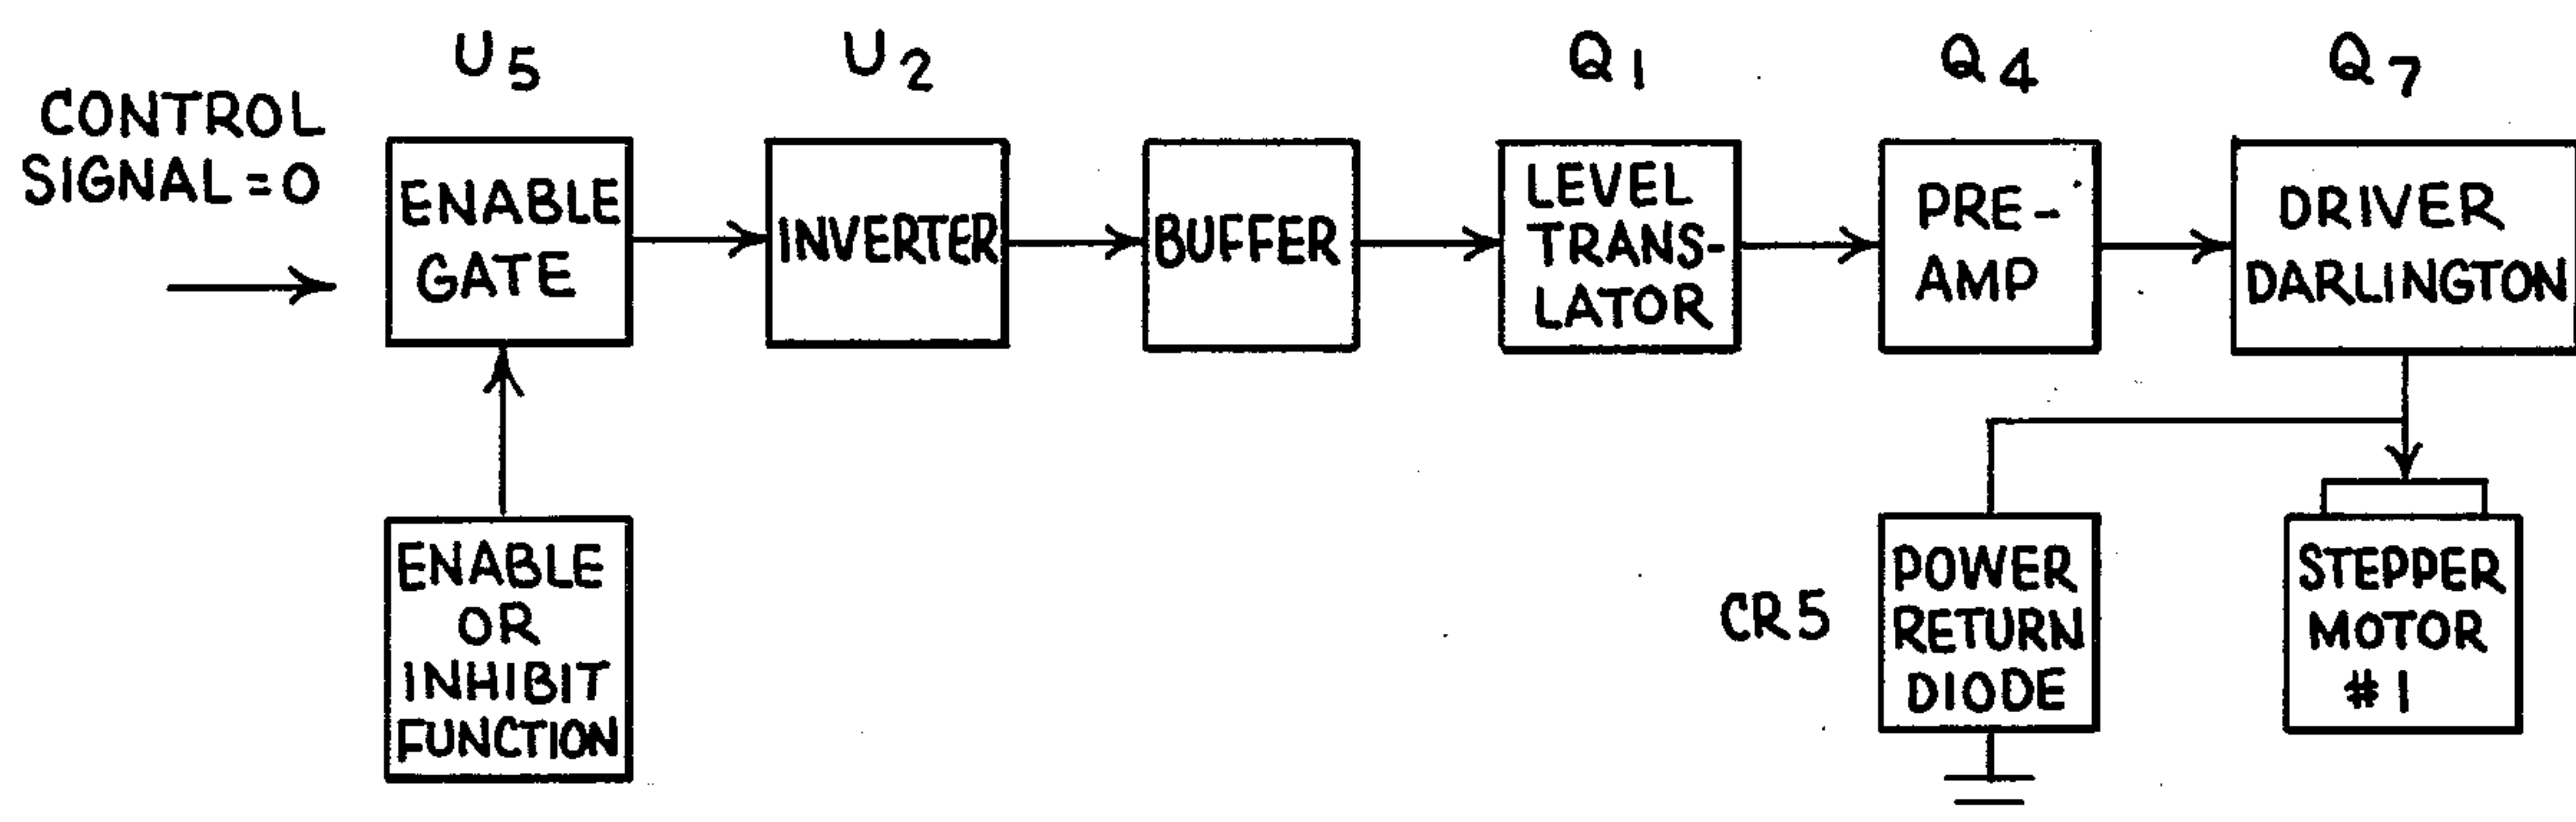 U5
U2
Q1
Q4
Q7
CONTROL
SIGNAL=0
ENABLE
GATE
INVERTER
BUFFER
LEVEL
TRANS-
LATOR
PRE-
AMP
DRIVER
DARLINGTON
ENABLE
OR
INHIBIT
FUNCTION
CR5
POWER
RETURN
DIODE
STEPPER
MOTOR
#1